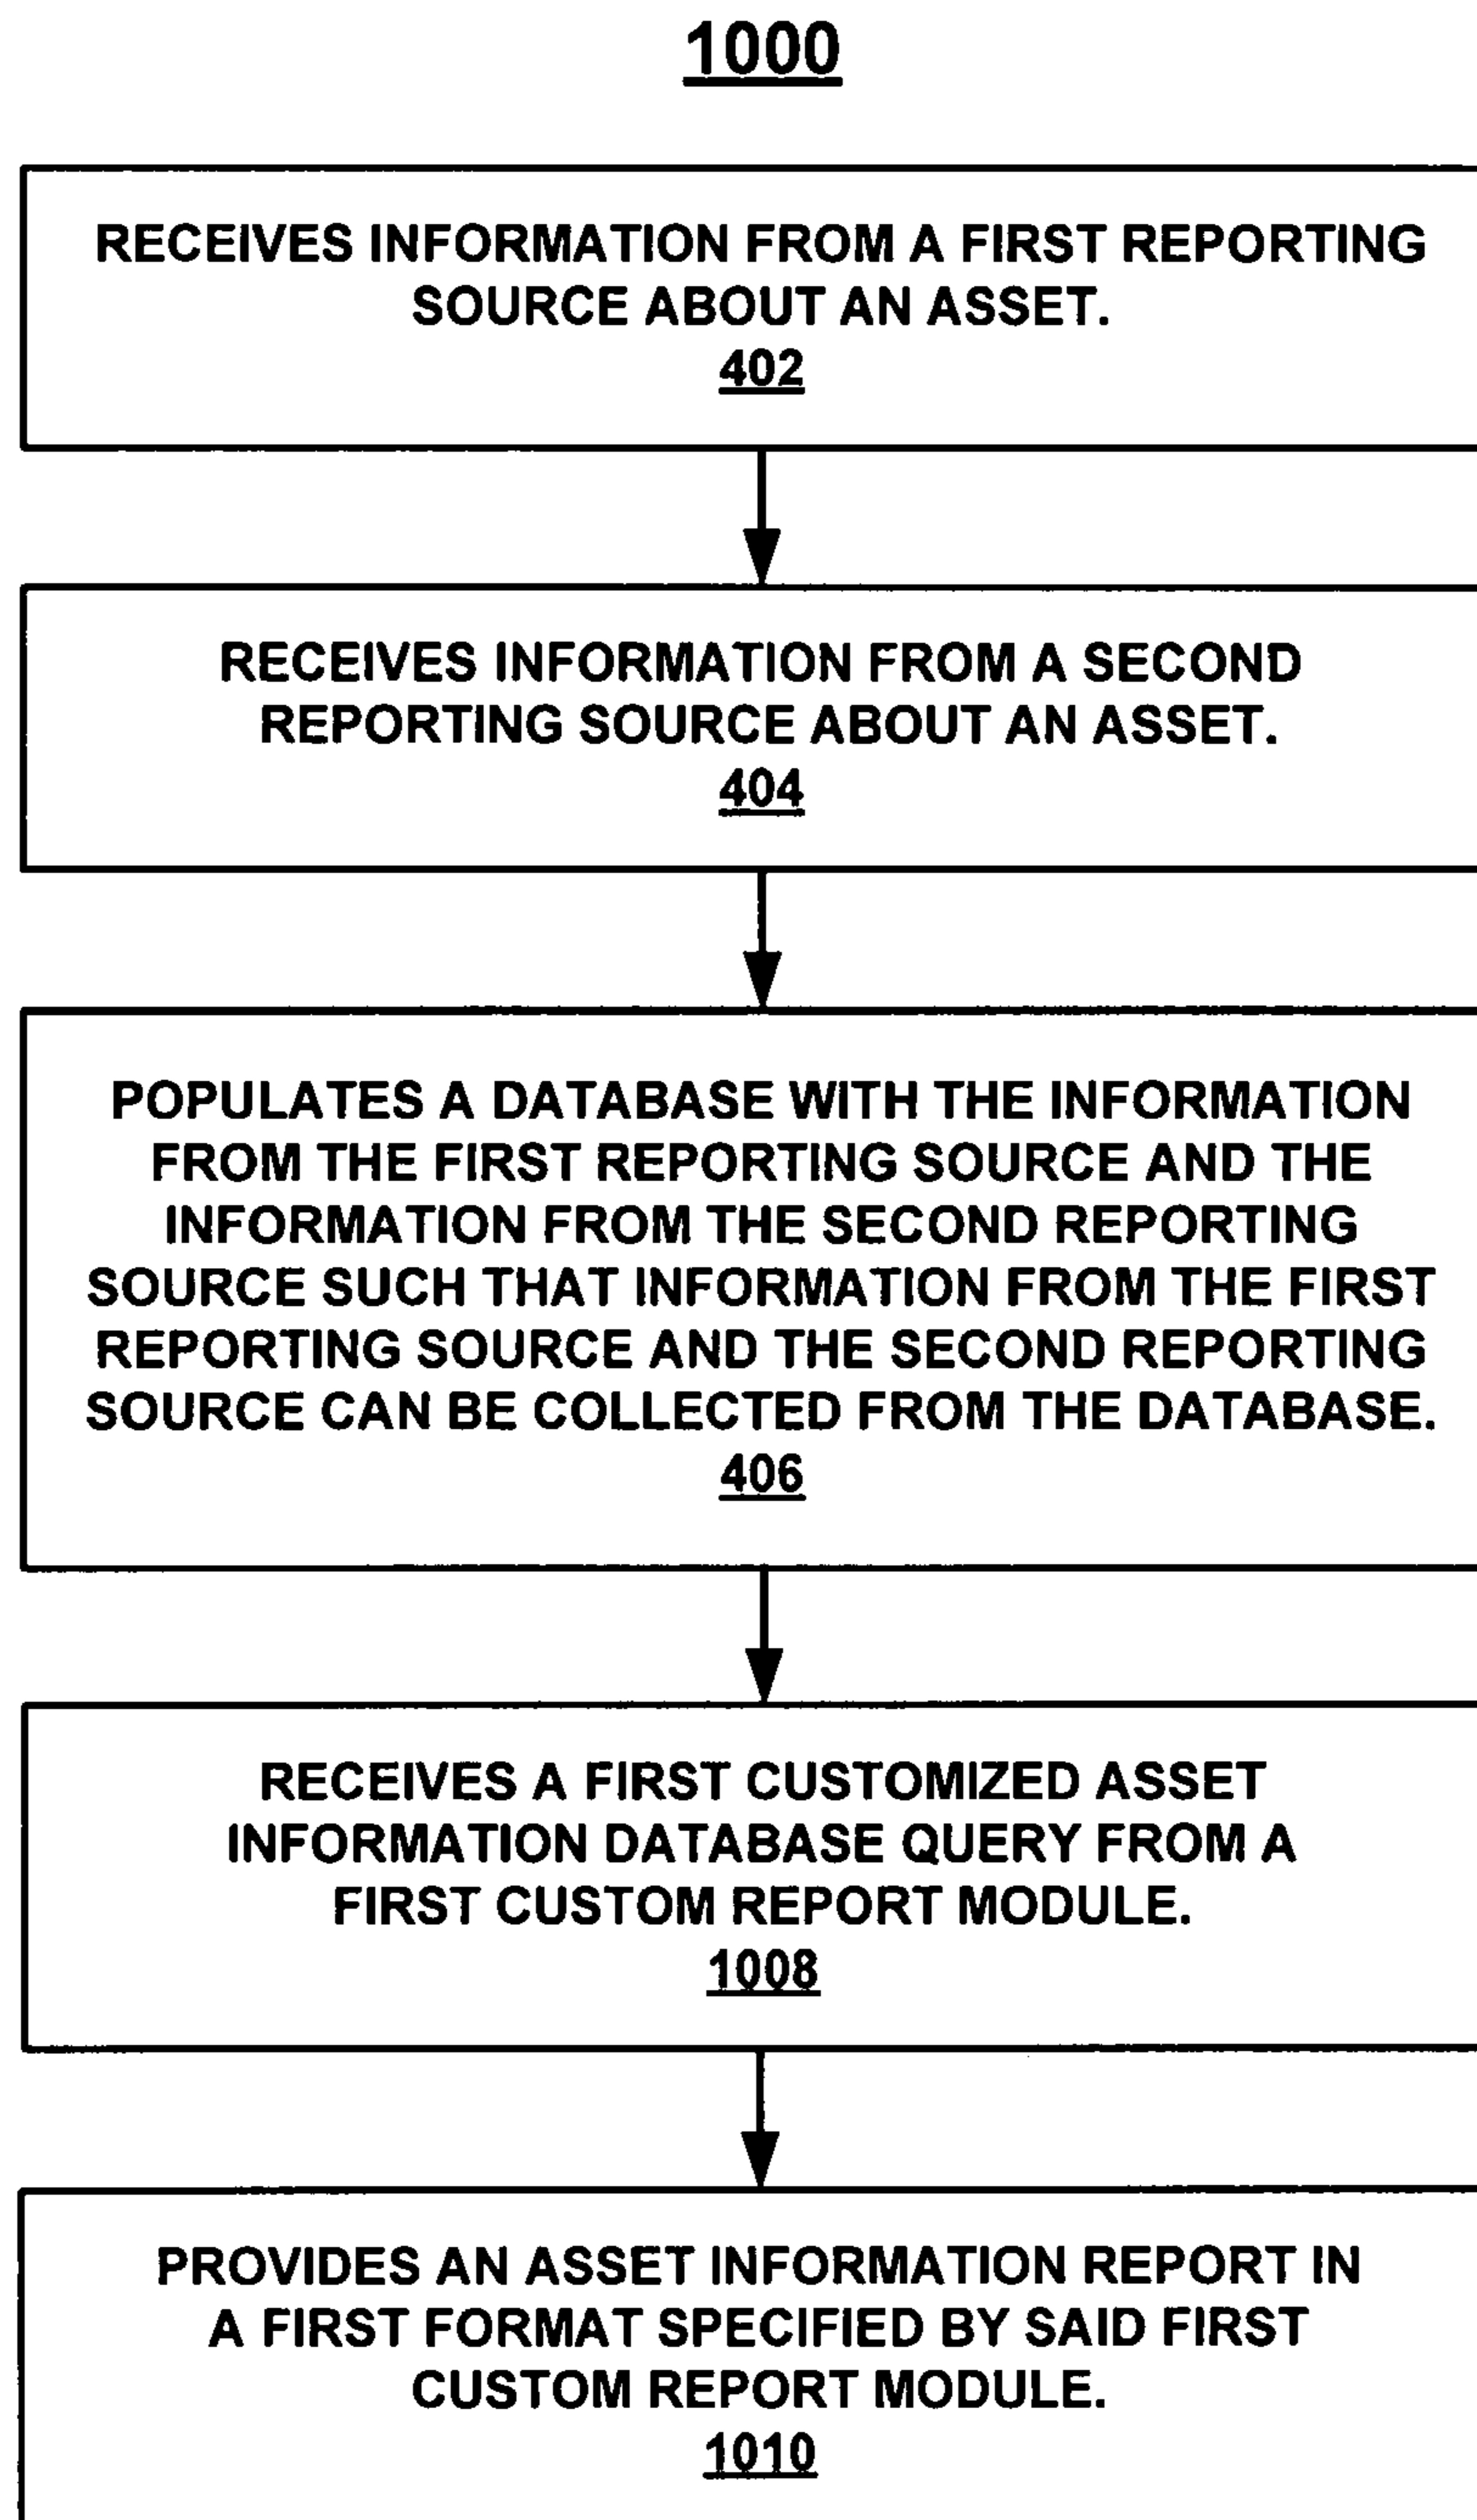 1000
RECEIVES INFORMATION FROM A FIRST REPORTING
SOURCE ABOUT AN ASSET.
402
RECEIVES INFORMATION FROM A SECOND
REPORTING SOURCE ABOUT AN ASSET.
404
POPULATES A DATABASE WITH THE INFORMATION
FROM THE FIRST REPORTING SOURCE AND THE
INFORMATION FROM THE SECOND REPORTING
SOURCE SUCH THAT INFORMATION FROM THE FIRST
REPORTING SOURCE AND THE SECOND REPORTING
SOURCE CAN BE COLLECTED FROM THE DATABASE.
406
RECEIVES A FIRST CUSTOMIZED ASSET
INFORMATION DATABASE QUERY FROM A
FIRST CUSTOM REPORT MODULE.
1008
PROVIDES AN ASSET INFORMATION REPORT IN
A FIRST FORMAT SPECIFIED BY SAID FIRST
CUSTOM REPORT MODULE.
1010